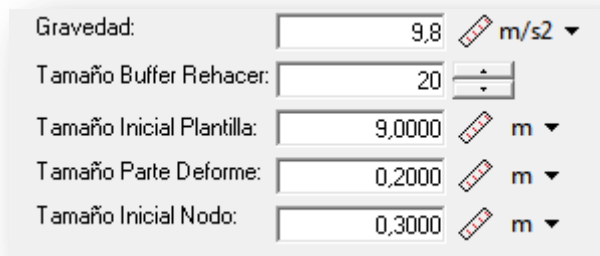 Gravedad: 9,8 m/s2
Tamaño Buffer Rehacer: 20
Tamaño Inicial Plantilla: 9,0000 m
Tamaño Parte Deforme: 0,2000 m
Tamaño Inicial Nodo: 0,3000 m